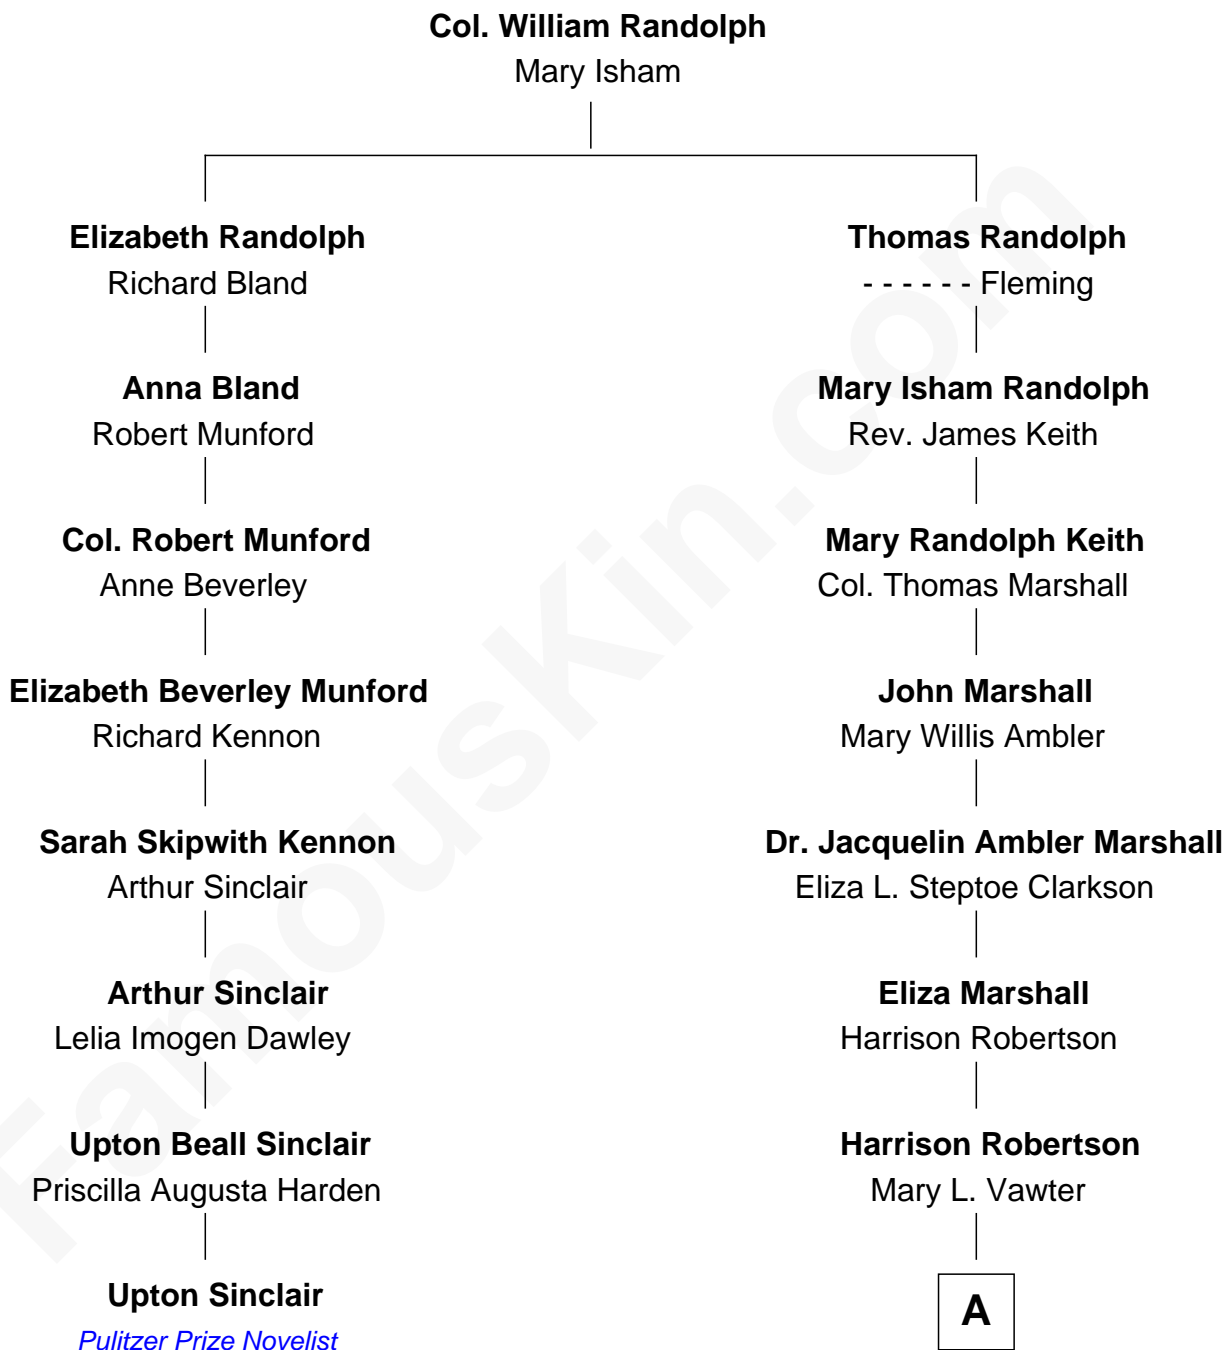 Col. William Randolph
Mary Isham
Elizabeth Randolph
Richard Bland
Thomas Randolph
- - - - - - Fleming
Anna Bland
Robert Munford
Mary Isham Randolph
Rev. James Keith
Col. Robert Munford
Anne Beverley
Mary Randolph Keith
Col. Thomas Marshall
Elizabeth Beverley Munford
Richard Kennon
John Marshall
Mary Willis Ambler
Sarah Skipwith Kennon
Arthur Sinclair
Dr. Jacquelin Ambler Marshall
Eliza L. Steptoe Clarkson
Arthur Sinclair
Lelia Imogen Dawley
Eliza Marshall
Harrison Robertson
Upton Beall Sinclair
Priscilla Augusta Harden
Harrison Robertson
Mary L. Vawter
Upton Sinclair
Pulitzer Prize Novelist
A
FamousKin.com